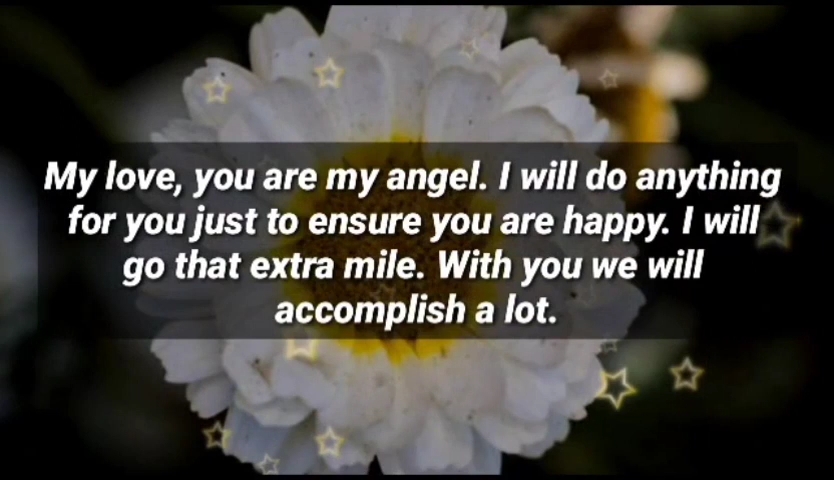 My love, you are my angel. I will do anything
for you just to ensure you are happy. I will
go that extra mile. With you we will
accomplish a lot.